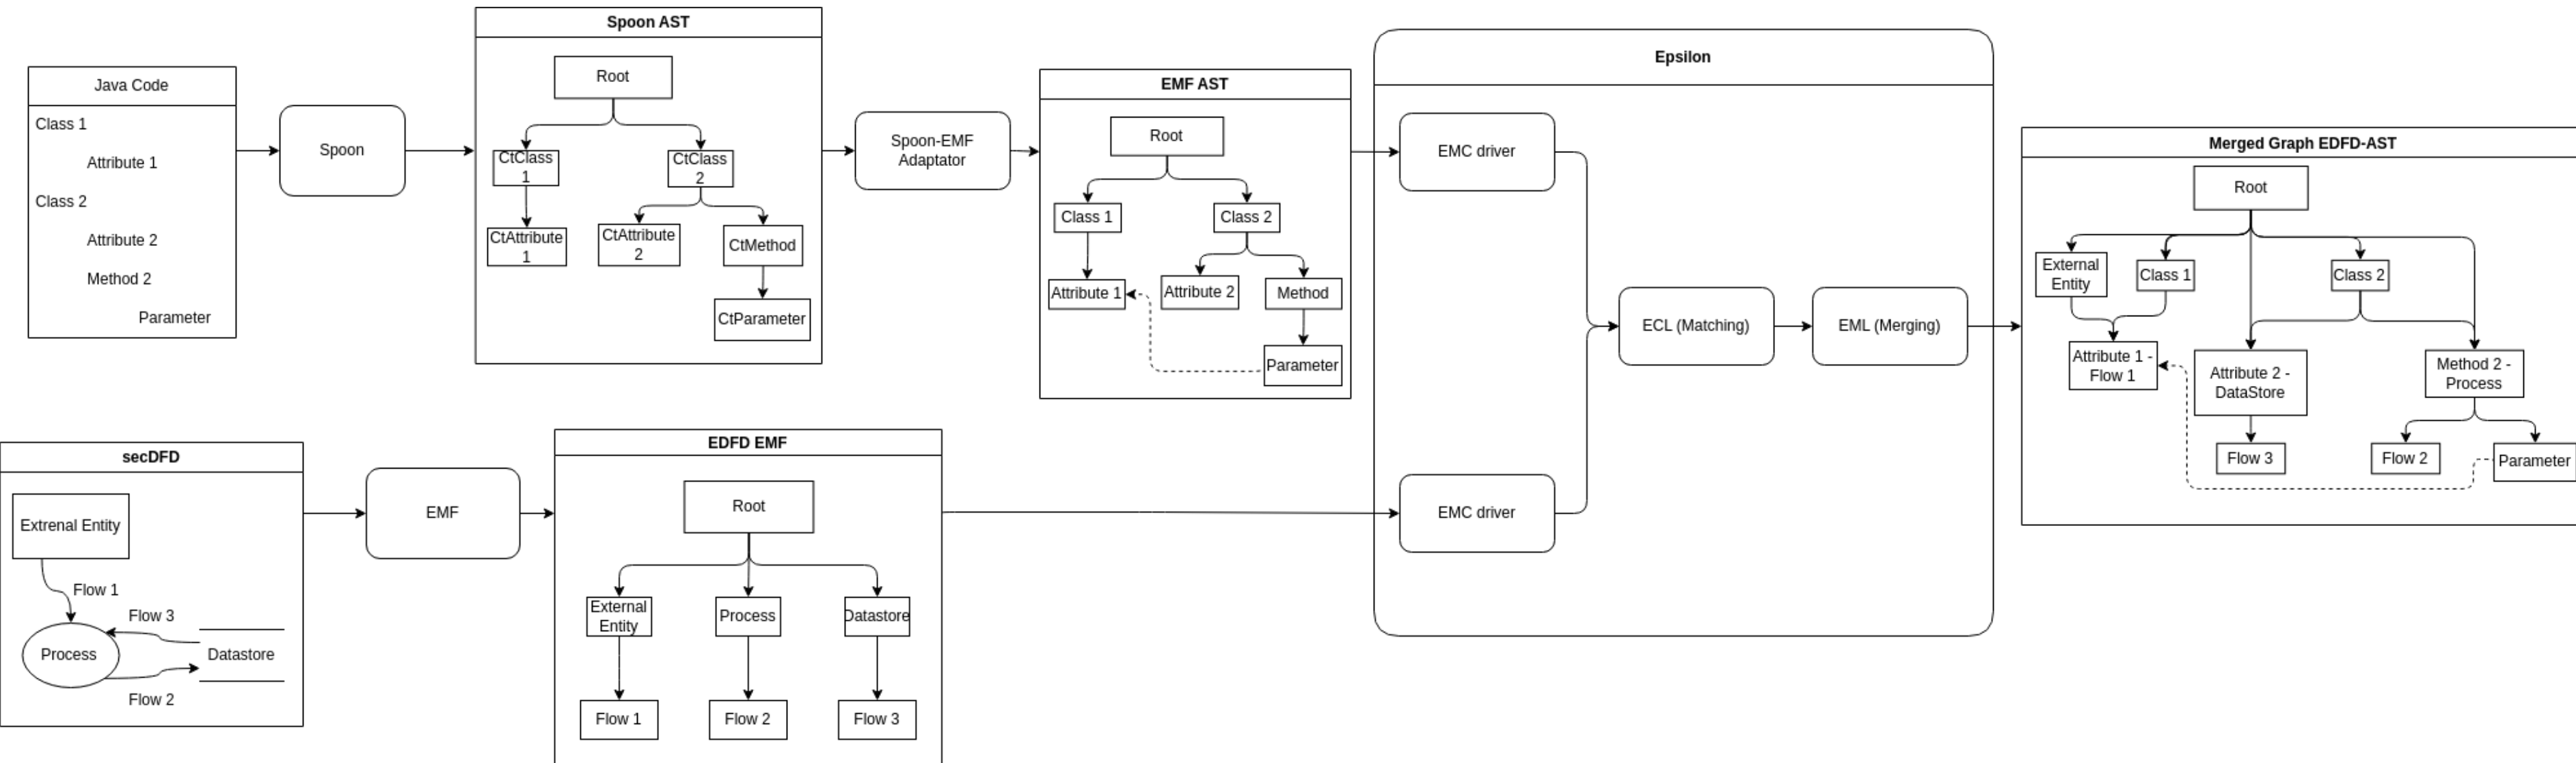 Java Code
Class 1
Attribute 1
Class 2
Attribute 2
Method 2
Parameter
Spoon
Spoon AST
Root
CtClass
1
CtClass
2
CtAttribute
1
CtAttribute
2
CtMethod
CtParameter
Spoon-EMF
Adaptator
EMF AST
Root
Class 1
Class 2
Attribute 1
Attribute 2
Method
Parameter
Epsilon
EMC driver
EMC driver
ECL (Matching)
EML (Merging)
Merged Graph EDFD-AST
Root
External
Entity
Class 1
Class 2
Attribute 1 -
Flow 1
Attribute 2 -
DataStore
Method 2 -
Process
Flow 3
Flow 2
Parameter
secDFD
Extrenal Entity
Flow 1
Flow 3
Process
Datastore
Flow 2
EMF
EDFD EMF
Root
External
Entity
Process
Datastore
Flow 1
Flow 2
Flow 3